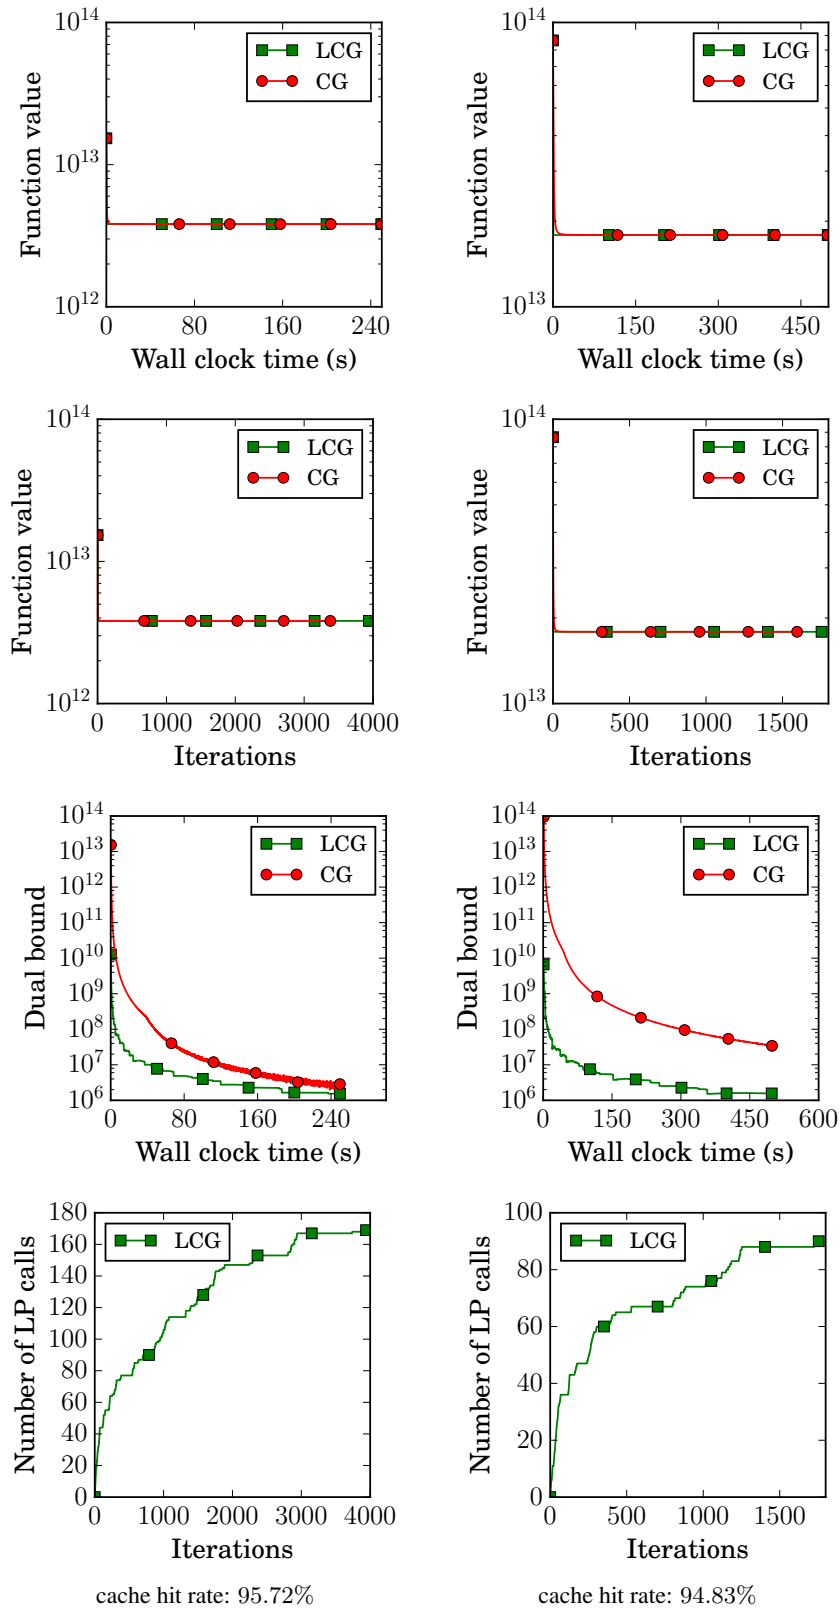 10^14
10^13
10^12
Function value
LCG
CG
0 80 160 240
Wall clock time (s)
10^14
10^13
Function value
LCG
CG
0 150 300 450
Wall clock time (s)
10^14
10^13
10^12
Function value
LCG
CG
0 1000 2000 3000 4000
Iterations
10^14
10^13
Function value
LCG
CG
0 500 1000 1500
Iterations
10^14
10^13
10^12
10^11
10^10
10^9
10^8
10^7
10^6
Dual bound
LCG
CG
0 80 160 240
Wall clock time (s)
10^14
10^13
10^12
10^11
10^10
10^9
10^8
10^7
10^6
Dual bound
LCG
CG
0 150 300 450 600
Wall clock time (s)
180
160
140
120
100
80
60
40
20
0
Number of LP calls
LCG
0 1000 2000 3000 4000
Iterations
cache hit rate: 95.72%
100
80
60
40
20
0
Number of LP calls
LCG
0 500 1000 1500
Iterations
cache hit rate: 94.83%